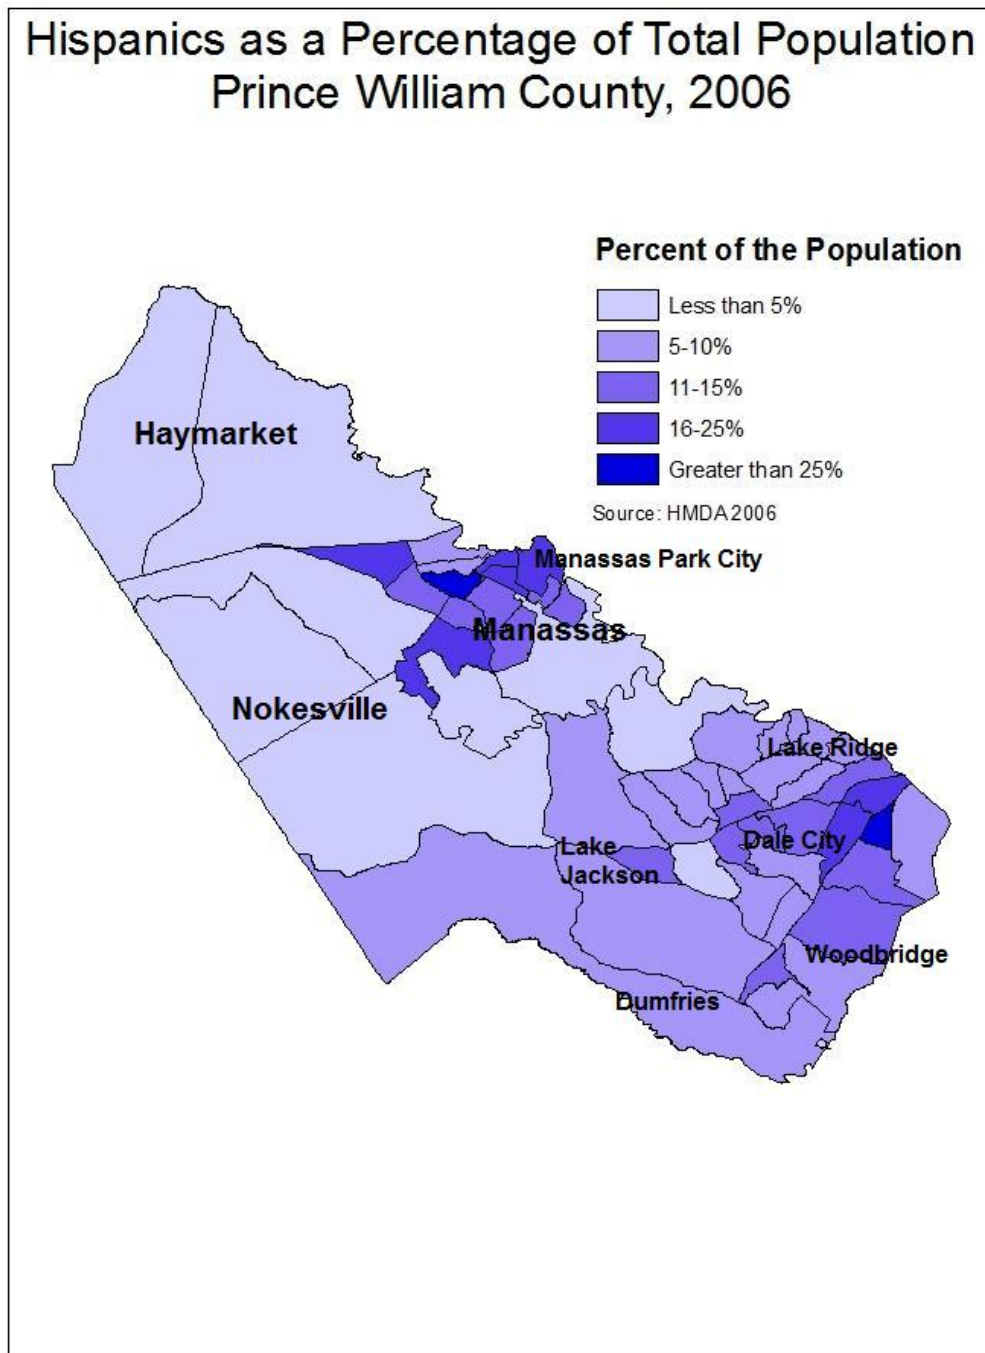 Hispanics as a Percentage of Total Population
Prince William County, 2006
Percent of the Population
Less than 5%
5-10%
11-15%
16-25%
Greater than 25%
Source: HMDA 2006
Haymarket
Manassas Park City
Manassas
Nokesville
Lake Ridge
Dale City
Lake
Jackson
Woodbridge
Dumfries